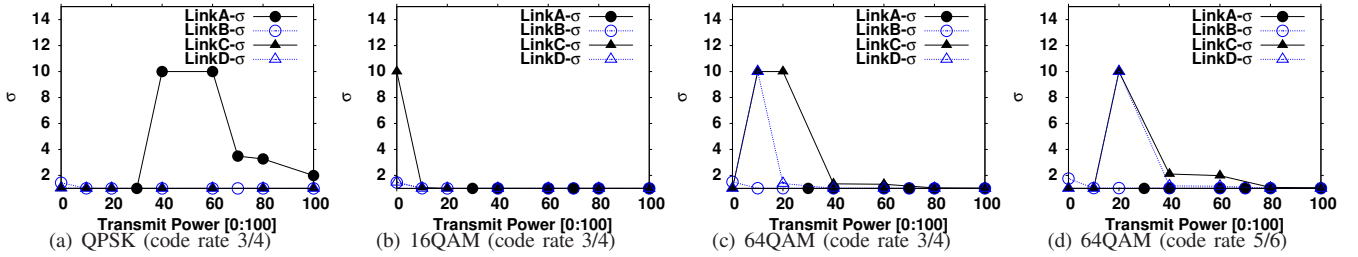 14
12
10
8
6
4
2
σ
0 20 40 60 80 100
Transmit Power [0:100]
LinkA-σ
LinkB-σ
LinkC-σ
LinkD-σ
(a) QPSK (code rate 3/4)
14
12
10
8
6
4
2
σ
0 20 40 60 80 100
Transmit Power [0:100]
LinkA-σ
LinkB-σ
LinkC-σ
LinkD-σ
(b) 16QAM (code rate 3/4)
14
12
10
8
6
4
2
σ
0 20 40 60 80 100
Transmit Power [0:100]
LinkA-σ
LinkB-σ
LinkC-σ
LinkD-σ
(c) 64QAM (code rate 3/4)
14
12
10
8
6
4
2
σ
0 20 40 60 80 100
Transmit Power [0:100]
LinkA-σ
LinkB-σ
LinkC-σ
LinkD-σ
(d) 64QAM (code rate 5/6)